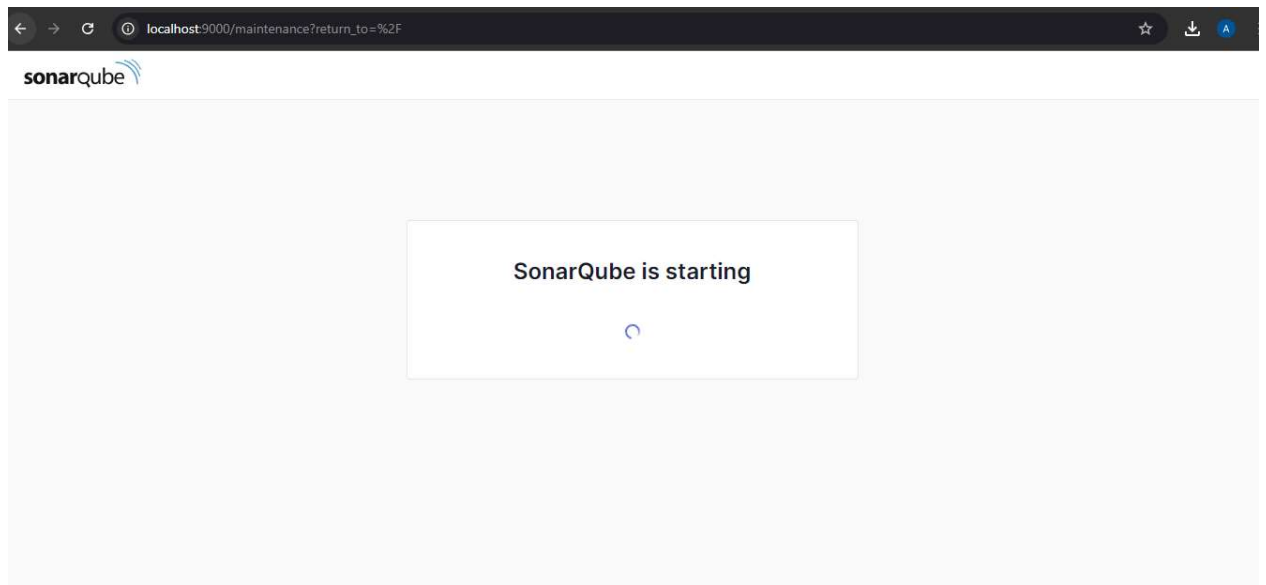 localhost:9000/maintenance?return_to=%2F
A
sonarqube
SonarQube is starting